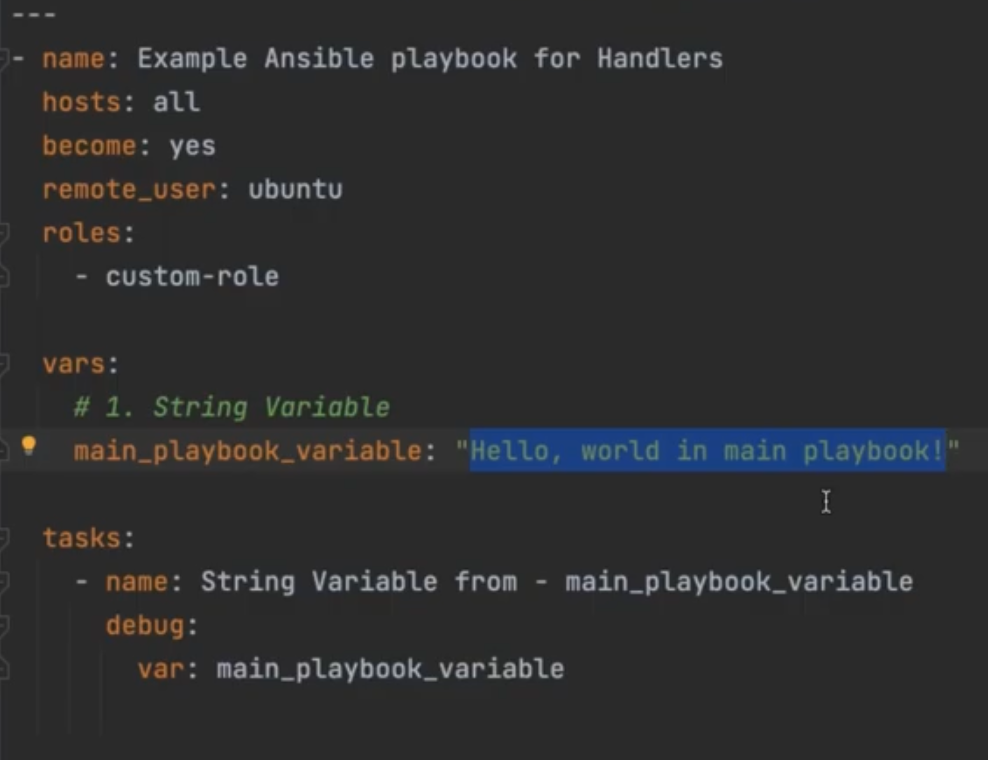 ---
- name: Example Ansible playbook for Handlers
  hosts: all
  become: yes
  remote_user: ubuntu
  roles:
    - custom-role
  vars:
    # 1. String Variable
    main_playbook_variable: "Hello, world in main playbook!"
  tasks:
    - name: String Variable from - main_playbook_variable
      debug:
        var: main_playbook_variable